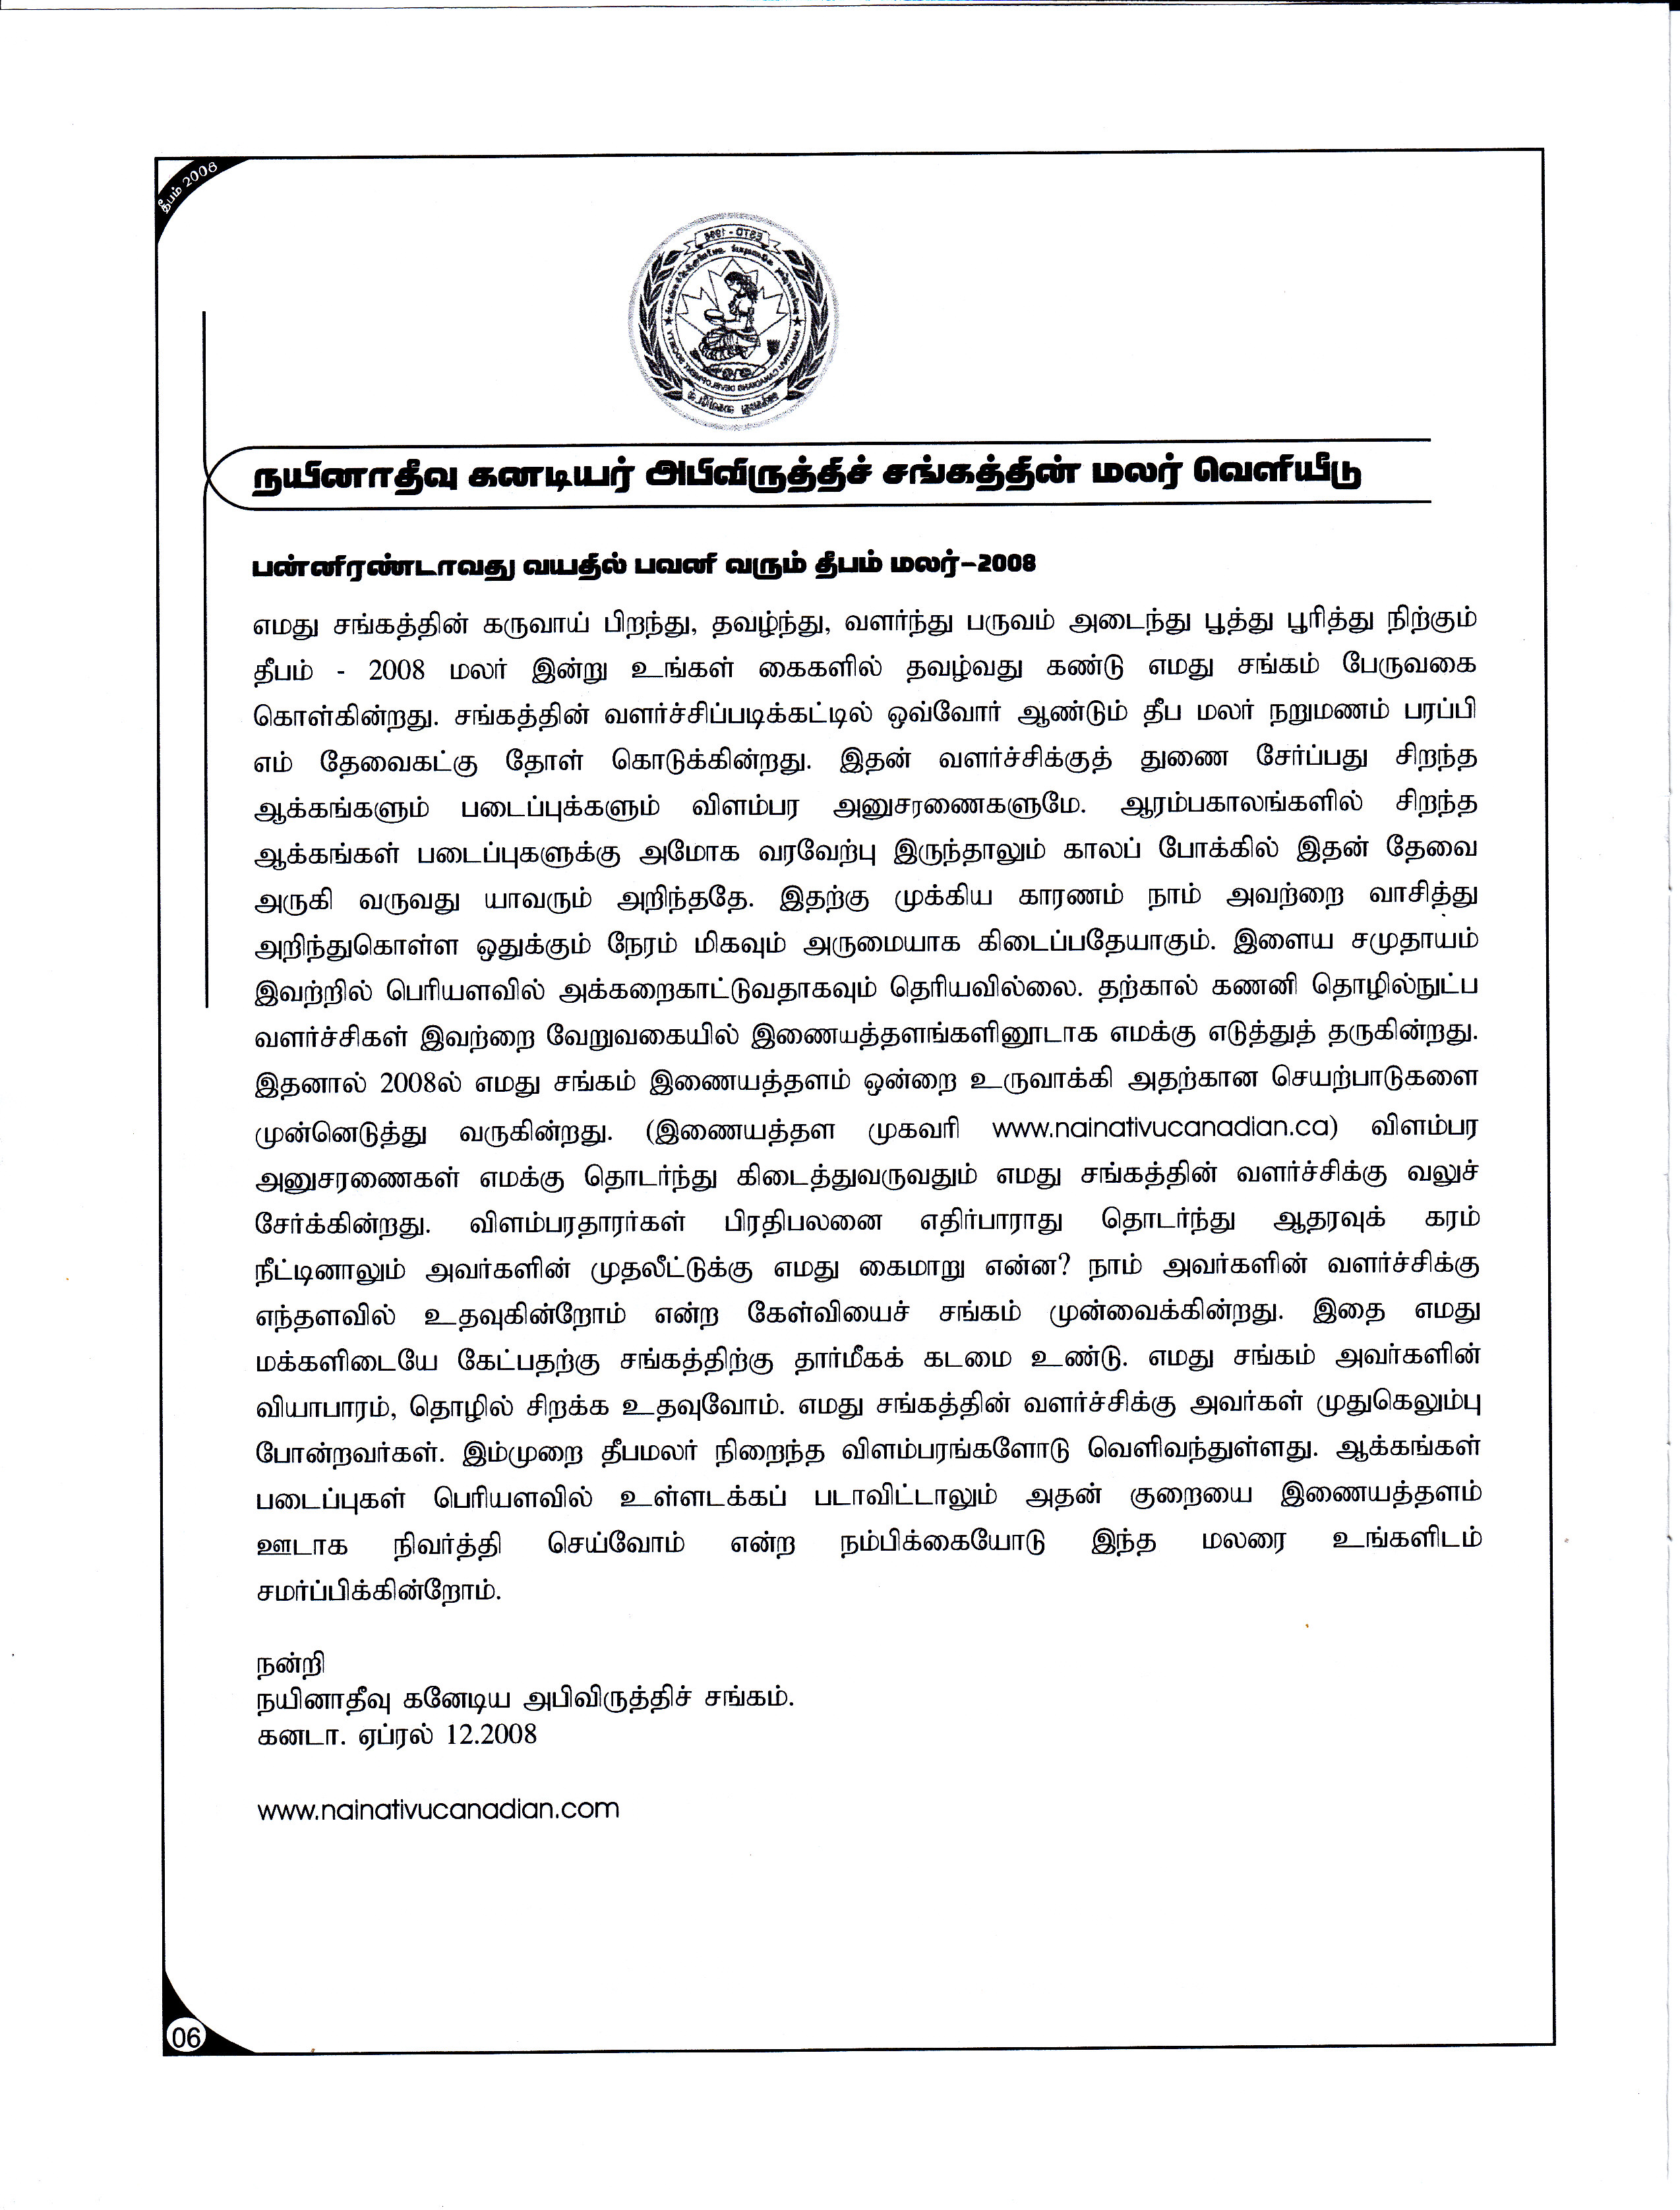 தீபம் 2008
ESTD - 1996
NAINATIVU CANADIANS DEVELOPMENT SOCIETY
நயினாதீவு கனடியர் அபிவிருத்திச் சங்கத்தின் மலர் வெளியீடு
பன்னிரண்டாவது வயதில் பவனி வரும் தீபம் மலர்-2008
எமது சங்கத்தின் கருவாய் பிறந்து, தவழ்ந்து, வளர்ந்து பருவம் அடைந்து பூத்து பூரித்து நிற்கும்
தீபம் - 2008 மலர் இன்று உங்கள் கைகளில் தவழ்வது கண்டு எமது சங்கம் பேருவகை
கொள்கின்றது. சங்கத்தின் வளர்ச்சிப்படிக்கட்டில் ஒவ்வோர் ஆண்டும் தீப மலர் நறுமணம் பரப்பி
எம் தேவைகட்கு தோள் கொடுக்கின்றது. இதன் வளர்ச்சிக்குத் துணை சேர்ப்பது சிறந்த
ஆக்கங்களும் படைப்புக்களும் விளம்பர அனுசரணைகளுமே. ஆரம்பகாலங்களில் சிறந்த
ஆக்கங்கள் படைப்புகளுக்கு அமோக வரவேற்பு இருந்தாலும் காலப் போக்கில் இதன் தேவை
அருகி வருவது யாவரும் அறிந்ததே. இதற்கு முக்கிய காரணம் நாம் அவற்றை வாசித்து
அறிந்துகொள்ள ஒதுக்கும் நேரம் மிகவும் அருமையாக கிடைப்பதேயாகும். இளைய சமுதாயம்
இவற்றில் பெரியளவில் அக்கறைகாட்டுவதாகவும் தெரியவில்லை. தற்கால் கணனி தொழில்நுட்ப
வளர்ச்சிகள் இவற்றை வேறுவகையில் இணையத்தளங்களினூடாக எமக்கு எடுத்துத் தருகின்றது.
இதனால் 2008ல் எமது சங்கம் இணையத்தளம் ஒன்றை உருவாக்கி அதற்கான செயற்பாடுகளை
முன்னெடுத்து வருகின்றது. (இணையத்தள முகவரி www.nainativucanadian.ca) விளம்பர
அனுசரணைகள் எமக்கு தொடர்ந்து கிடைத்துவருவதும் எமது சங்கத்தின் வளர்ச்சிக்கு வலுச்
சேர்க்கின்றது. விளம்பரதாரர்கள் பிரதிபலனை எதிர்பாராது தொடர்ந்து ஆதரவுக் கரம்
நீட்டினாலும் அவர்களின் முதலீட்டுக்கு எமது கைமாறு என்ன? நாம் அவர்களின் வளர்ச்சிக்கு
எந்தளவில் உதவுகின்றோம் என்ற கேள்வியைச் சங்கம் முன்வைக்கின்றது. இதை எமது
மக்களிடையே கேட்பதற்கு சங்கத்திற்கு தார்மீகக் கடமை உண்டு. எமது சங்கம் அவர்களின்
வியாபாரம், தொழில் சிறக்க உதவுவோம். எமது சங்கத்தின் வளர்ச்சிக்கு அவர்கள் முதுகெலும்பு
போன்றவர்கள். இம்முறை தீபமலர் நிறைந்த விளம்பரங்களோடு வெளிவந்துள்ளது. ஆக்கங்கள்
படைப்புகள் பெரியளவில் உள்ளடக்கப் படாவிட்டாலும் அதன் குறையை இணையத்தளம்
ஊடாக நிவர்த்தி செய்வோம் என்ற நம்பிக்கையோடு இந்த மலரை உங்களிடம்
சமர்ப்பிக்கின்றோம்.
நன்றி
நயினாதீவு கனேடிய அபிவிருத்திச் சங்கம்.
கனடா. ஏப்ரல் 12.2008
www.nainativucanadian.com
06